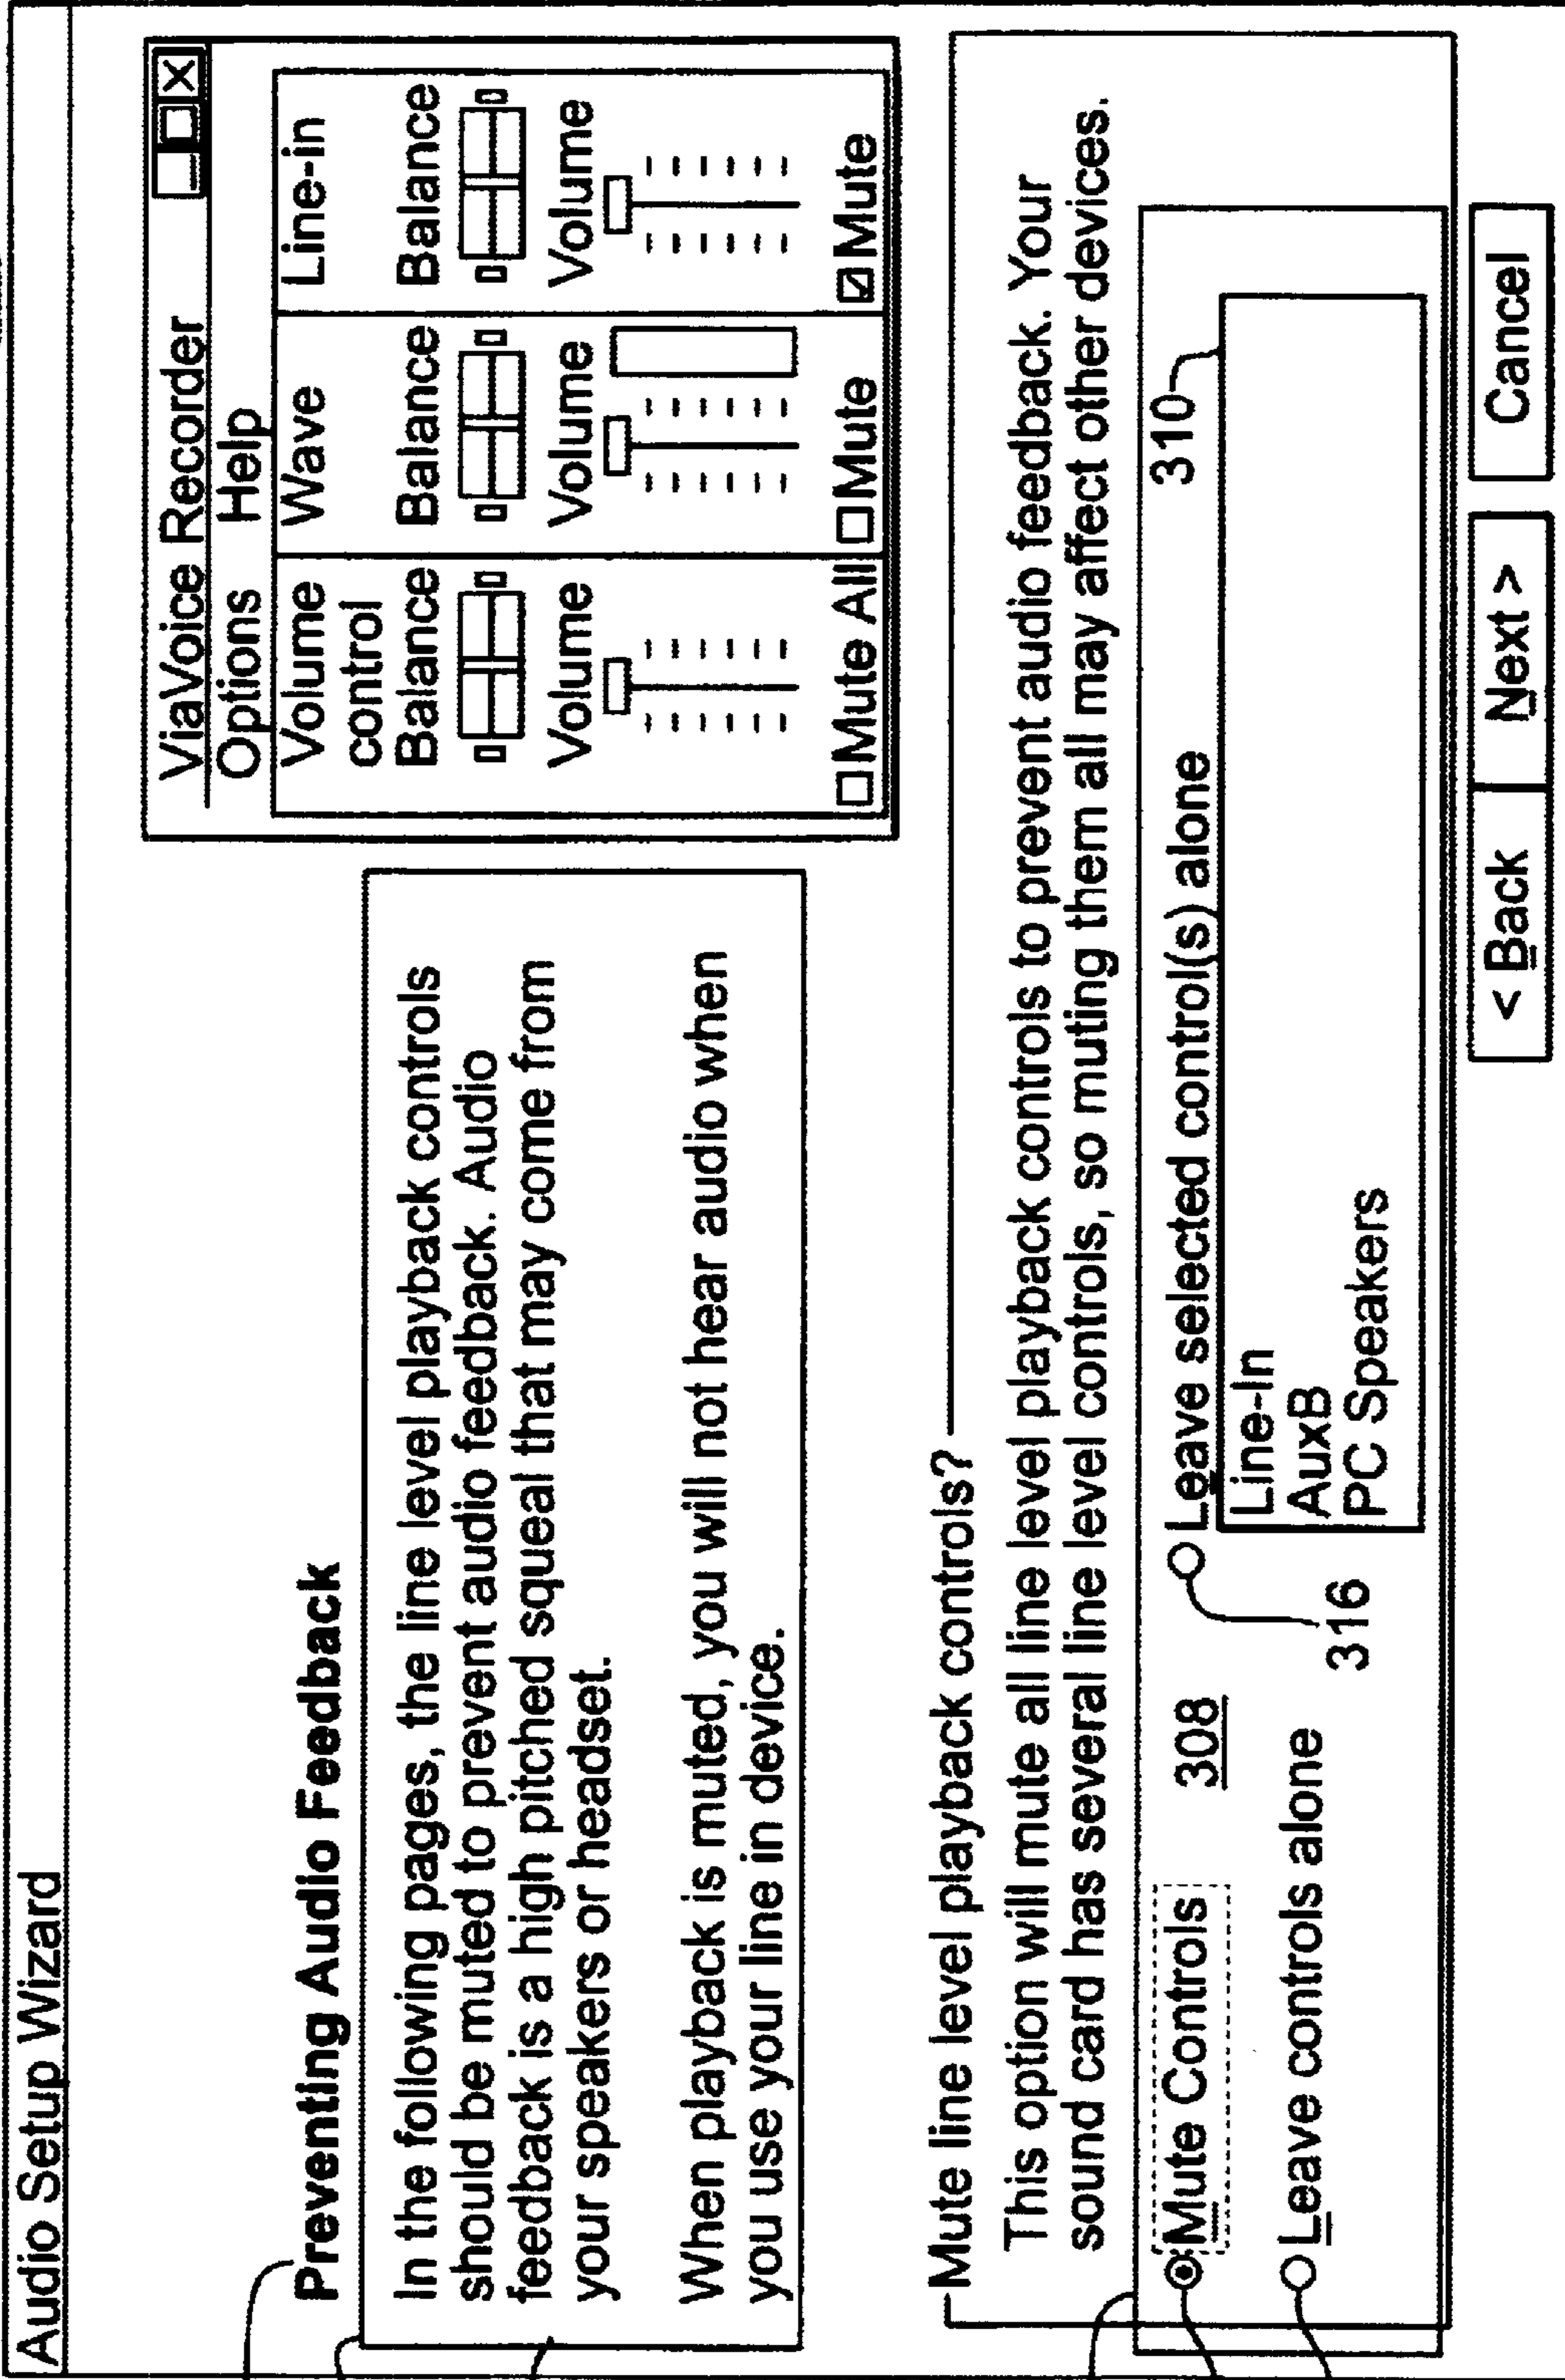 Audio Setup Wizard
Preventing Audio Feedback
In the following pages, the line level playback controls
should be muted to prevent audio feedback. Audio
feedback is a high pitched squeal that may come from
your speakers or headset.
When playback is muted, you will not hear audio when
you use your line in device.
ViaVoice Recorder
Options Help
Volume control
Balance
Volume
Mute All
Wave
Balance
Volume
Mute
Line-in
Balance
Volume
Mute
Mute line level playback controls?
This option will mute all line level playback controls to prevent audio feedback. Your
sound card has several line level controls, so muting them all may affect other devices.
Mute Controls
308
Leave controls alone
316
Leave selected control(s) alone
310
Line-In
AuxB
PC Speakers
< Back
Next >
Cancel